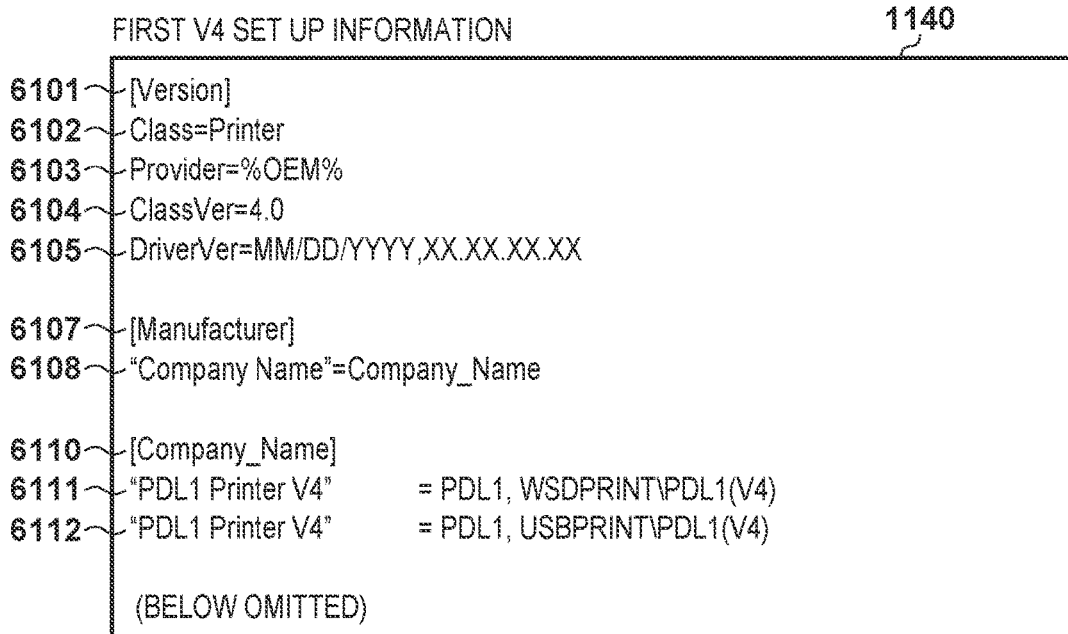 FIRST V4 SET UP INFORMATION 1140
6101 [Version]
6102 Class=Printer
6103 Provider=%OEM%
6104 ClassVer=4.0
6105 DriverVer=MM/DD/YYYY,XX.XX.XX.XX
6107 [Manufacturer]
6108 “Company Name”=Company_Name
6110 [Company_Name]
6111 “PDL1 Printer V4” = PDL1, WSDPRINT\PDL1(V4)
6112 “PDL1 Printer V4” = PDL1, USBPRINT\PDL1(V4)
(BELOW OMITTED)